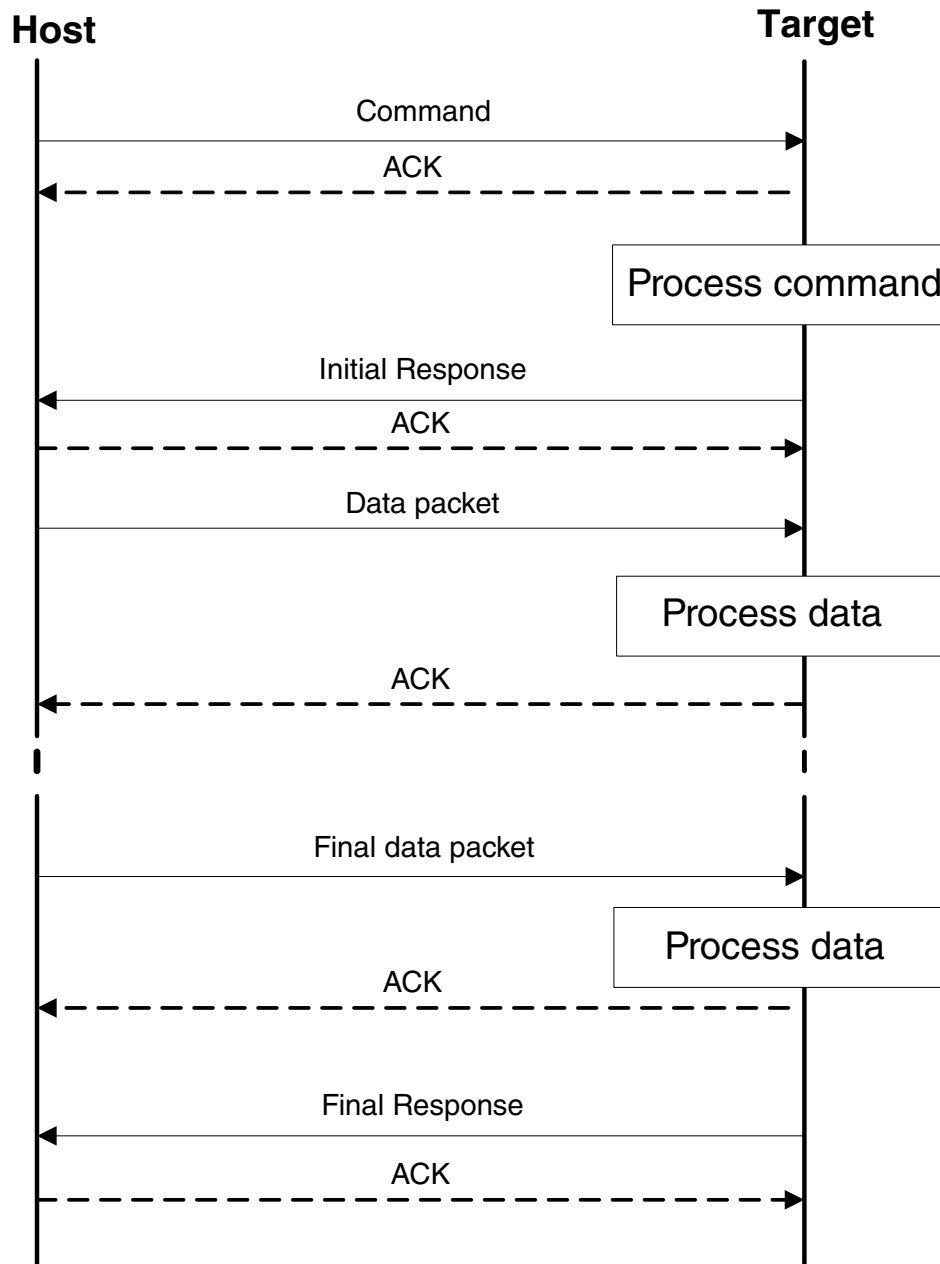 Host
Target
Command
ACK
Process command
Initial Response
ACK
Data packet
Process data
ACK
Final data packet
Process data
ACK
Final Response
ACK